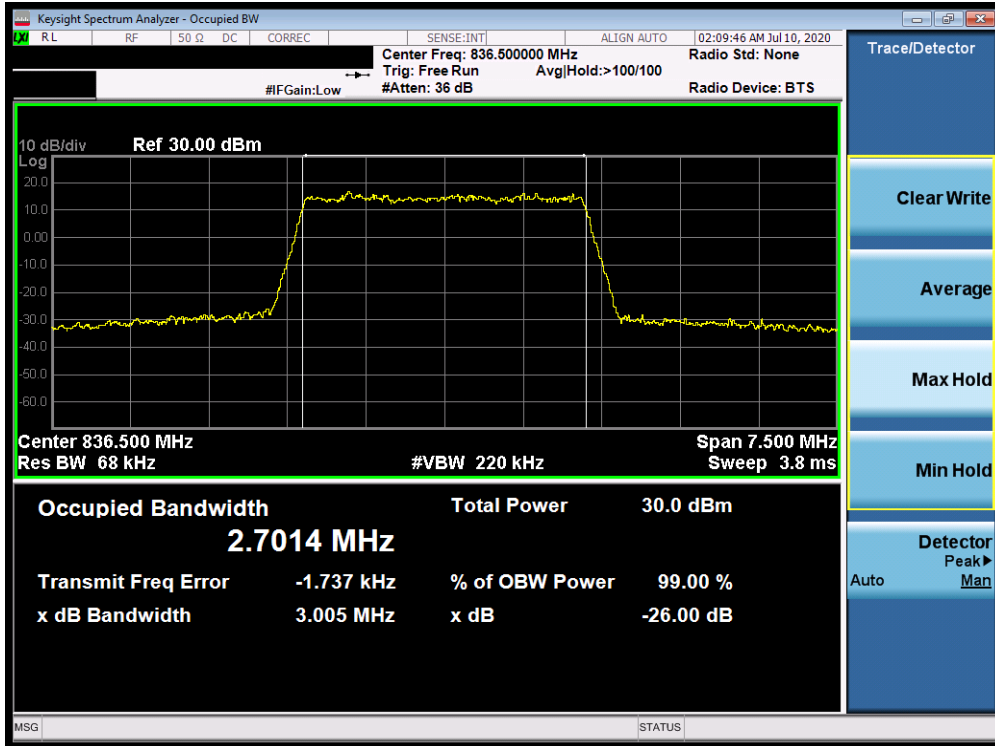 Keysight Spectrum Analyzer - Occupied BW
LXI RL RF 50 Ω DC CORREC SENSE:INT ALIGN AUTO 02:09:46 AM Jul 10, 2020
Center Freq: 836.500000 MHz Radio Std: None
Trig: Free Run Avg|Hold:>100/100
#IFGain:Low #Atten: 36 dB Radio Device: BTS
10 dB/div Ref 30.00 dBm
Log
20.0
10.0
0.00
-10.0
-20.0
-30.0
-40.0
-50.0
-60.0
Center 836.500 MHz Span 7.500 MHz
Res BW 68 kHz #VBW 220 kHz Sweep 3.8 ms
Occupied Bandwidth Total Power 30.0 dBm
2.7014 MHz
Transmit Freq Error -1.737 kHz % of OBW Power 99.00 %
x dB Bandwidth 3.005 MHz x dB -26.00 dB
MSG STATUS
Trace/Detector
Clear Write
Average
Max Hold
Min Hold
Detector
Peak▶
Auto Man